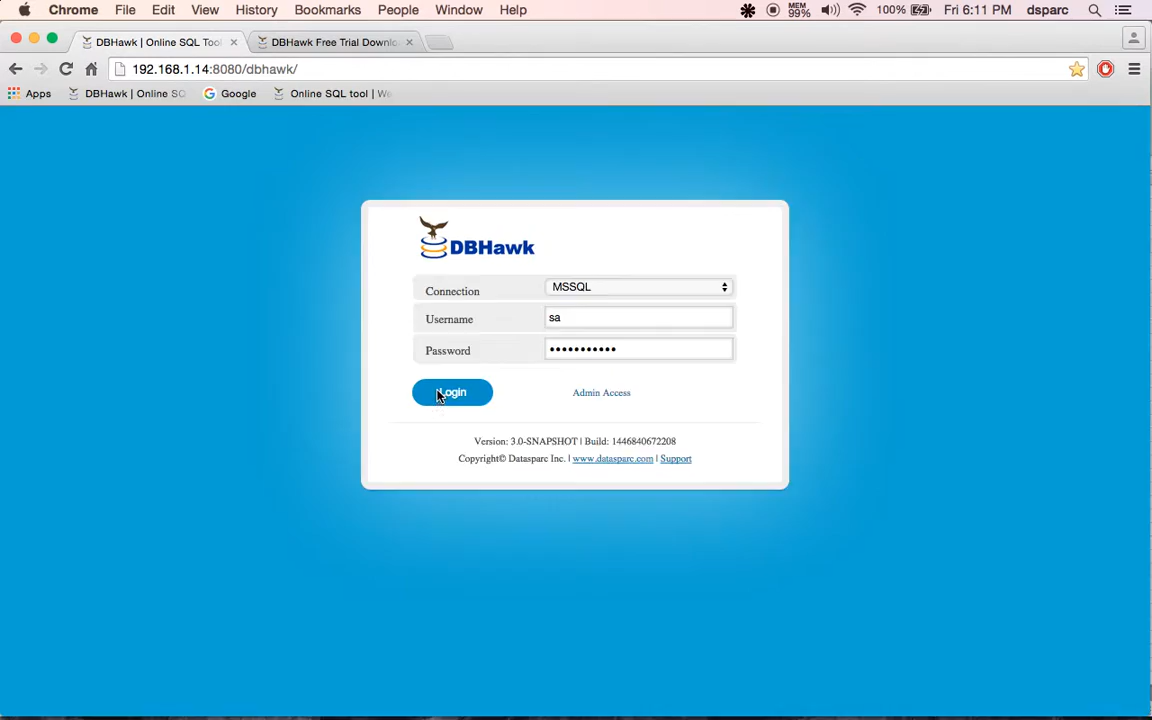 Chrome File Edit View History Bookmarks People Window Help MEM 99% 100% Fri 6:11 PM dsparc
DBHawk | Online SQL Too
DBHawk Free Trial Downlo
192.168.1.14:8080/dbhawk/
Apps DBHawk | Online SQ Google Online SQL tool | We
DBHawk
Connection MSSQL
Username sa
Password •••••••••••
Login Admin Access
Version: 3.0-SNAPSHOT | Build: 1446840672208
Copyright© Datasparc Inc. | www.datasparc.com | Support